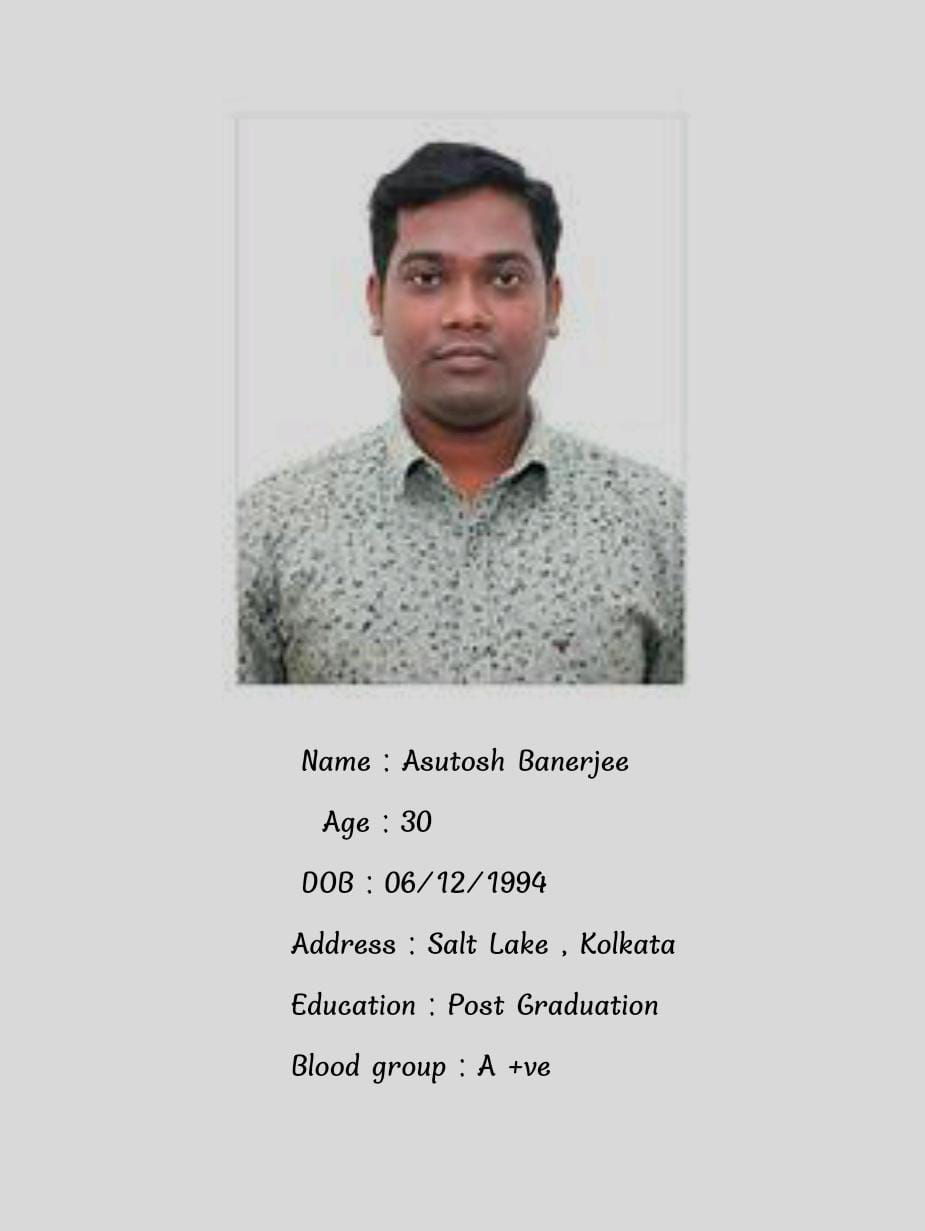 Name : Asutosh Banerjee
Age : 30
DOB : 06/12/1994
Address : Salt Lake , Kolkata
Education : Post Graduation
Blood group : A +ve